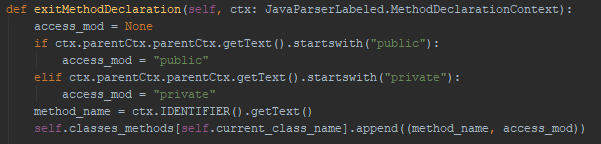 def exitMethodDeclaration(self, ctx: JavaParserLabeled.MethodDeclarationContext):
    access_mod = None
    if ctx.parentCtx.parentCtx.getText().startswith("public"):
        access_mod = "public"
    elif ctx.parentCtx.parentCtx.getText().startswith("private"):
        access_mod = "private"
    method_name = ctx.IDENTIFIER().getText()
    self.classes_methods[self.current_class_name].append((method_name, access_mod))